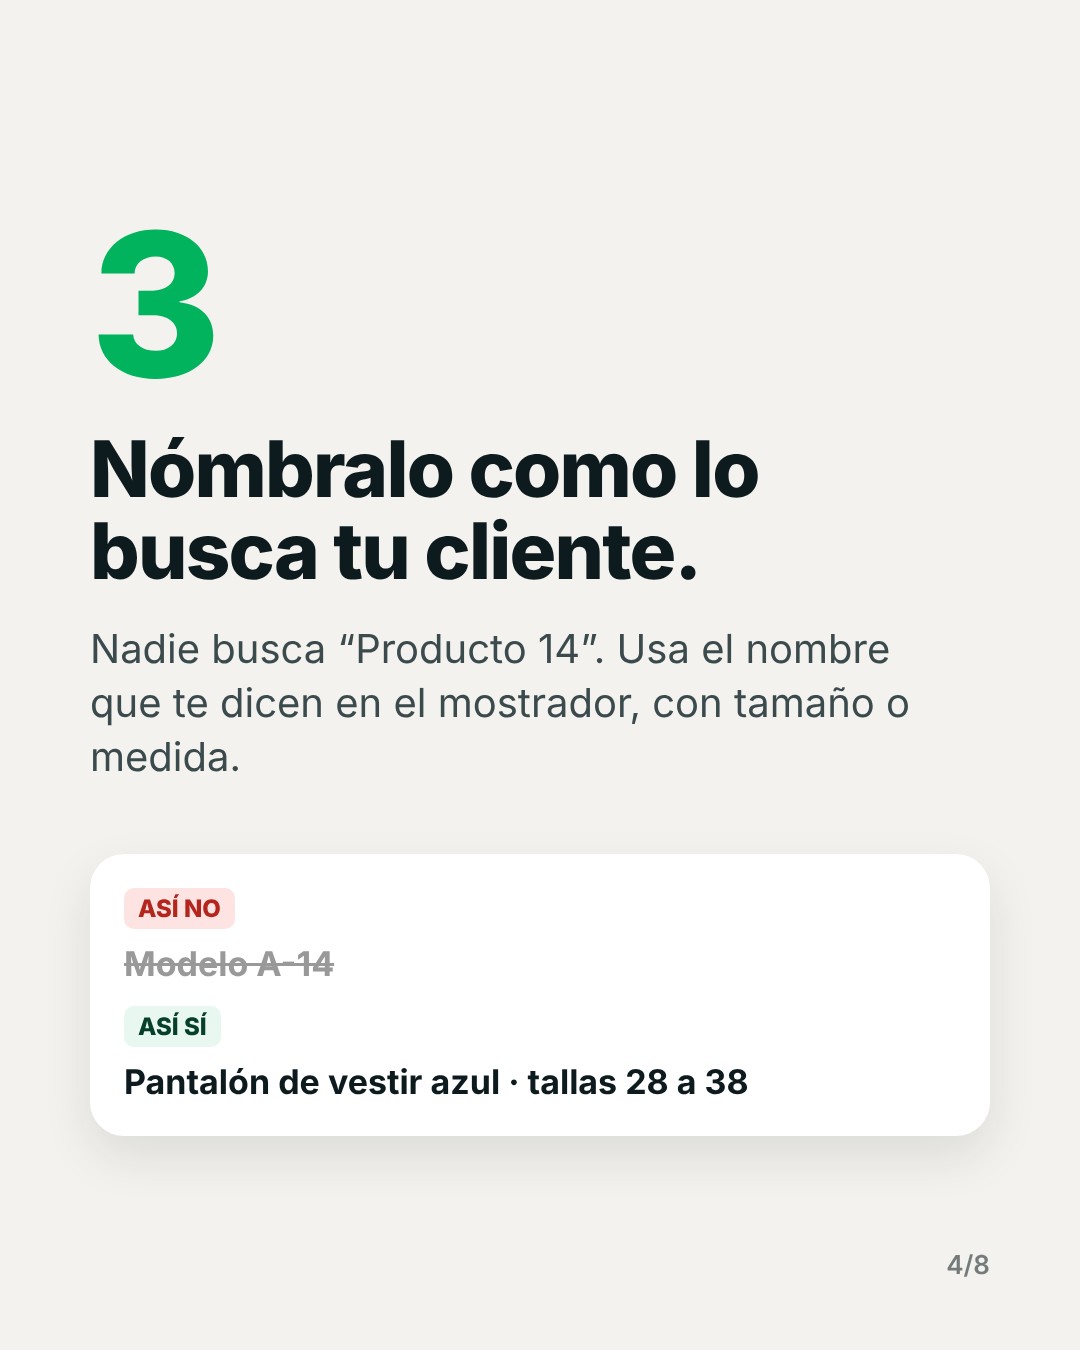 3
Nómbralo como lo
busca tu cliente.
Nadie busca “Producto 14”. Usa el nombre
que te dicen en el mostrador, con tamaño o
medida.
ASÍ NO
Modelo A-14
ASÍ SÍ
Pantalón de vestir azul · tallas 28 a 38
4/8